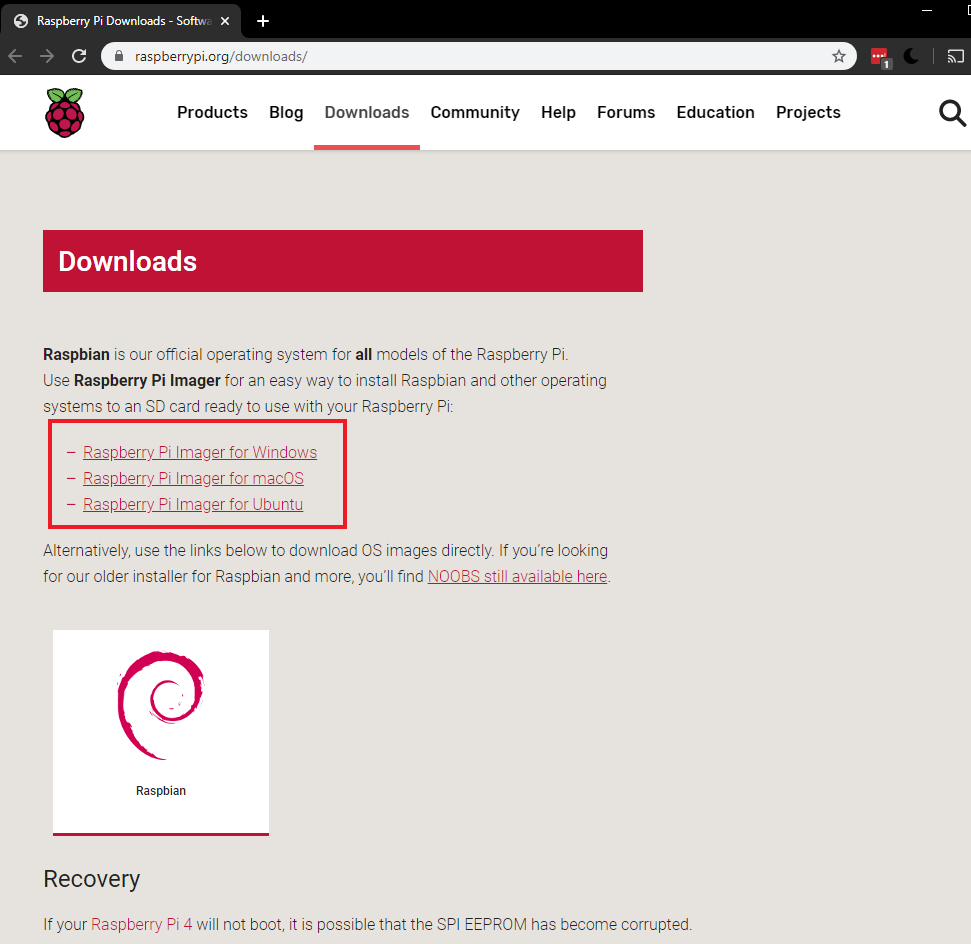 Raspberry Pi Downloads - Softwa
raspberrypi.org/downloads/
1
Products Blog Downloads Community Help Forums Education Projects
Downloads
Raspbian is our official operating system for all models of the Raspberry Pi.
Use Raspberry Pi Imager for an easy way to install Raspbian and other operating
systems to an SD card ready to use with your Raspberry Pi:
– Raspberry Pi Imager for Windows
– Raspberry Pi Imager for macOS
– Raspberry Pi Imager for Ubuntu
Alternatively, use the links below to download OS images directly. If you’re looking
for our older installer for Raspbian and more, you’ll find NOOBS still available here.
Raspbian
Recovery
If your Raspberry Pi 4 will not boot, it is possible that the SPI EEPROM has become corrupted.